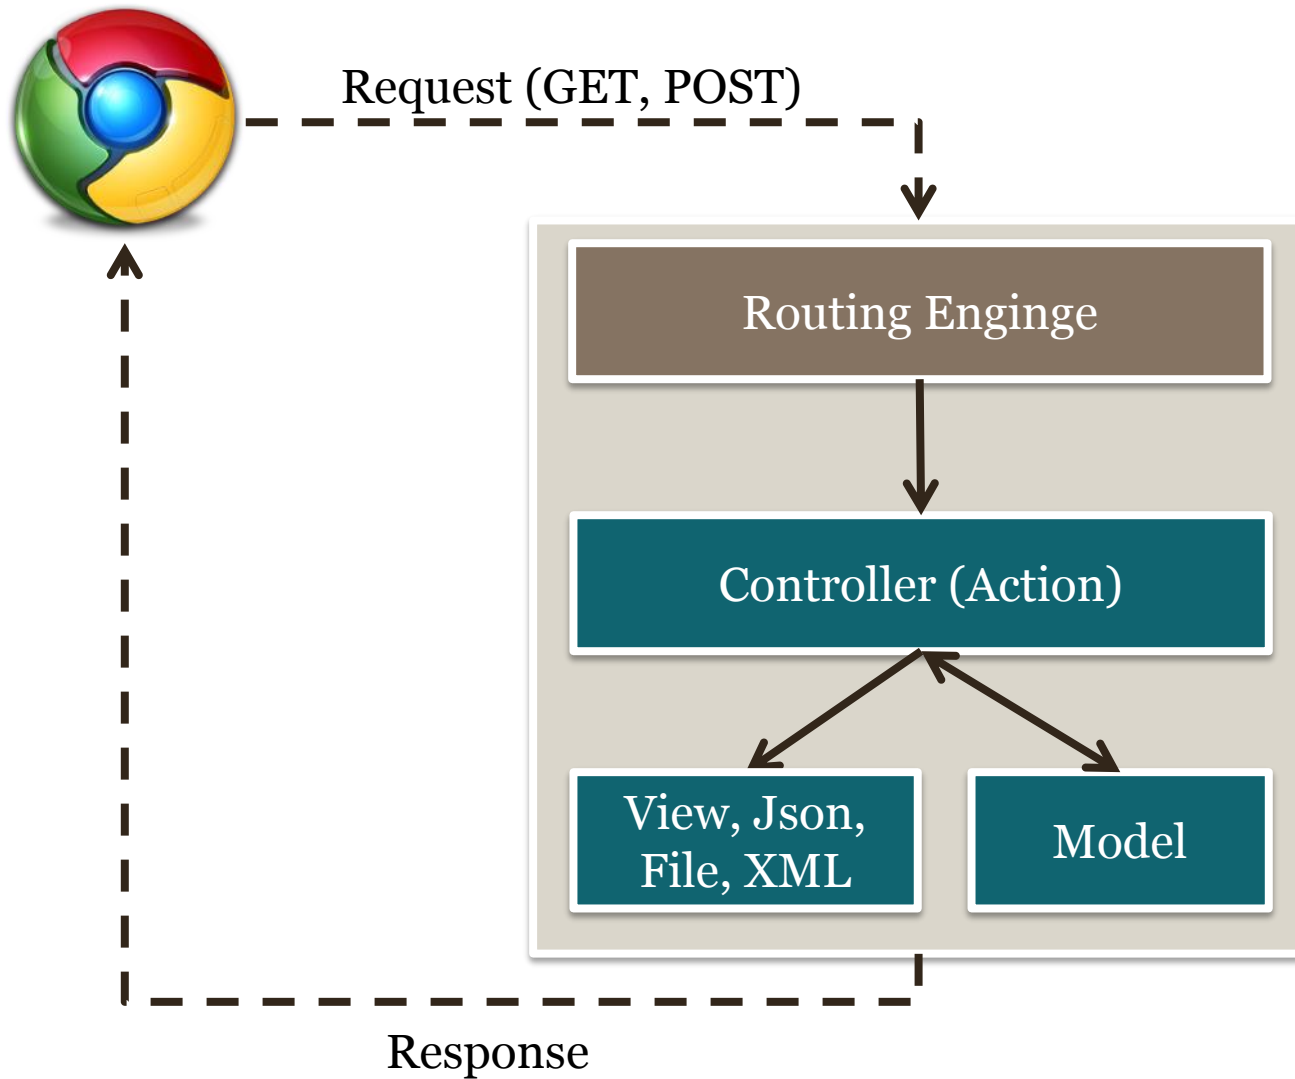 Request (GET, POST)
Routing Enginge
Controller (Action)
View, Json,
File, XML
Model
Response